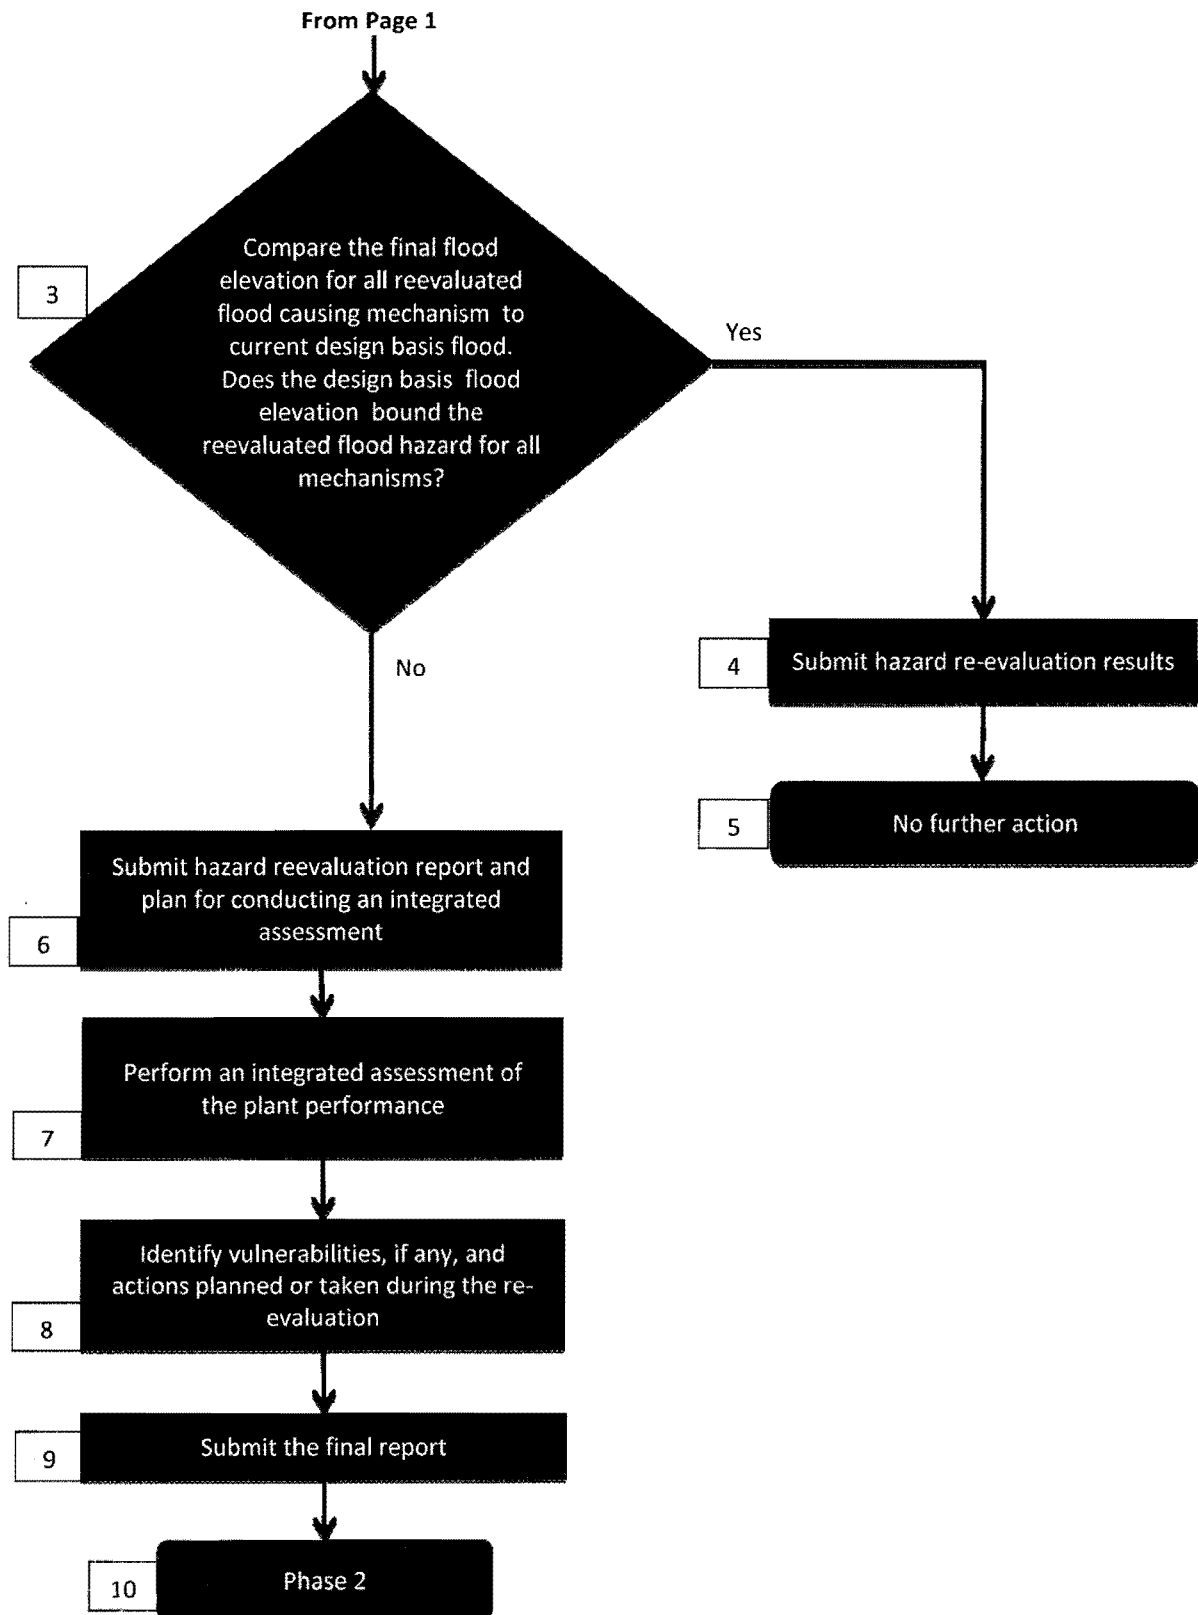 From Page 1
3
Compare the final flood
elevation for all reevaluated
flood causing mechanism to
current design basis flood.
Does the design basis flood
elevation bound the
reevaluated flood hazard for all
mechanisms?
Yes
No
4
Submit hazard re-evaluation results
5
No further action
6
Submit hazard reevaluation report and
plan for conducting an integrated
assessment
7
Perform an integrated assessment of
the plant performance
8
Identify vulnerabilities, if any, and
actions planned or taken during the re-
evaluation
9
Submit the final report
10
Phase 2